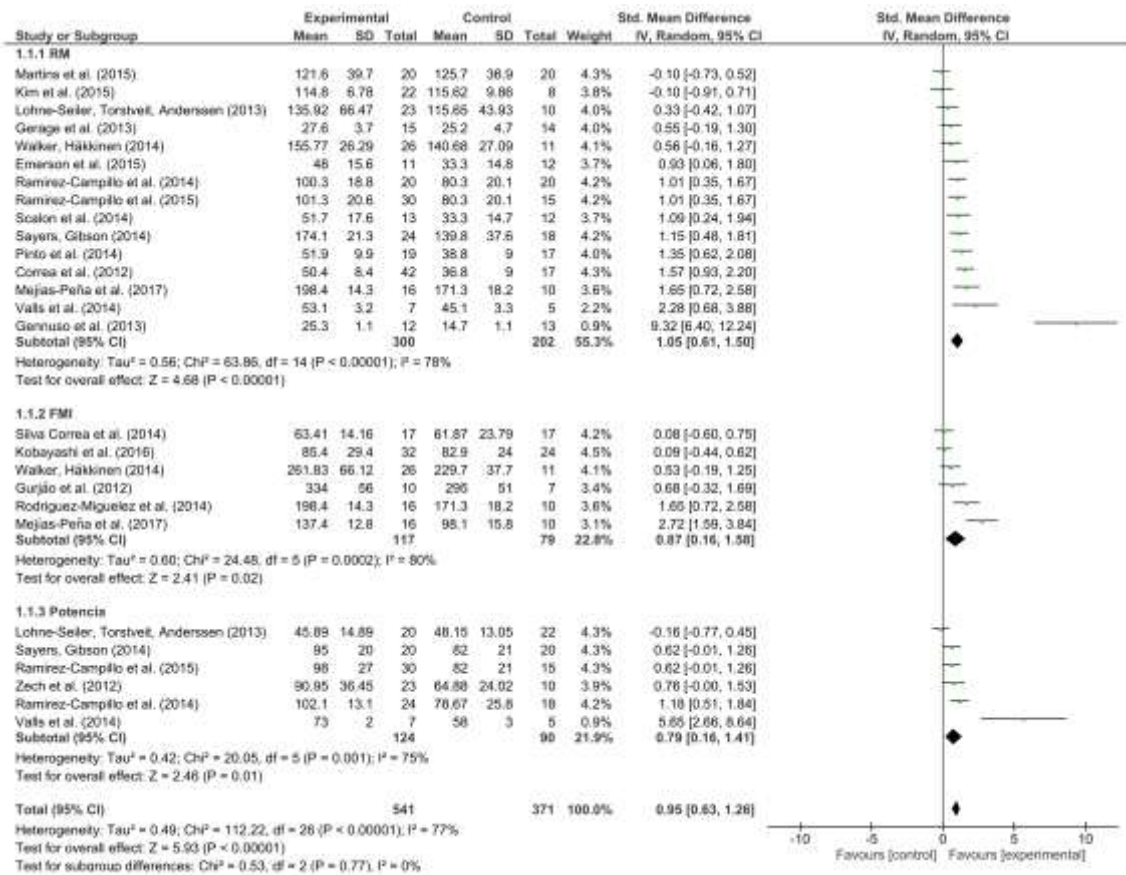 Experimental Control Std. Mean Difference Std. Mean Difference
Study or Subgroup Mean SD Total Mean SD Total Weight IV, Random, 95% CI IV, Random, 95% CI
1.1.1 RM
Martins et al. (2015) 121.6 39.7 20 125.7 38.9 20 4.3% -0.10 [-0.73, 0.52]
Kim et al. (2015) 114.8 6.78 22 115.62 9.86 8 3.8% -0.10 [-0.91, 0.71]
Lohne-Seiler, Torstveit, Anderssen (2013) 135.92 66.47 23 115.65 43.93 10 4.0% 0.33 [-0.42, 1.07]
Gerage et al. (2013) 27.6 3.7 15 25.2 4.7 14 4.0% 0.55 [-0.19, 1.30]
Walker, Häkkinen (2014) 155.77 26.29 26 140.68 27.09 11 4.1% 0.56 [-0.16, 1.27]
Emerson et al. (2015) 48 15.6 11 33.3 14.8 12 3.7% 0.93 [0.06, 1.80]
Ramirez-Campillo et al. (2014) 100.3 18.8 20 80.3 20.1 20 4.2% 1.01 [0.35, 1.67]
Ramirez-Campillo et al. (2015) 101.3 20.6 30 80.3 20.1 15 4.2% 1.01 [0.35, 1.67]
Scalon et al. (2014) 51.7 17.6 13 33.3 14.7 12 3.7% 1.09 [0.24, 1.94]
Sayers, Gibson (2014) 174.1 21.3 24 139.8 37.6 18 4.2% 1.15 [0.48, 1.81]
Pinto et al. (2014) 51.9 9.9 19 38.8 9 17 4.0% 1.35 [0.62, 2.08]
Correa et al. (2012) 50.4 8.4 42 36.8 9 17 4.3% 1.57 [0.93, 2.20]
Mejías-Peña et al. (2017) 198.4 14.3 16 171.3 18.2 10 3.6% 1.65 [0.72, 2.58]
Valls et al. (2014) 53.1 3.2 7 45.1 3.3 5 2.2% 2.28 [0.68, 3.88]
Gennuso et al. (2013) 25.3 1.1 12 14.7 1.1 13 0.9% 9.32 [6.40, 12.24]
Subtotal (95% CI) 300 202 55.3% 1.05 [0.61, 1.50]
Heterogeneity: Tau² = 0.56; Chi² = 63.86, df = 14 (P < 0.00001); I² = 78%
Test for overall effect: Z = 4.68 (P < 0.00001)
1.1.2 FMI
Silva Correa et al. (2014) 63.41 14.16 17 61.87 23.79 17 4.2% 0.08 [-0.60, 0.75]
Kobayashi et al. (2016) 85.4 29.4 32 82.9 24 24 4.6% 0.09 [-0.44, 0.62]
Walker, Häkkinen (2014) 261.83 66.12 26 229.7 37.7 11 4.1% 0.53 [-0.19, 1.25]
Gurjão et al. (2012) 334 56 10 296 51 7 3.4% 0.68 [-0.32, 1.69]
Rodriguez-Miguelez et al. (2014) 198.4 14.3 16 171.3 18.2 10 3.6% 1.65 [0.72, 2.58]
Mejías-Peña et al. (2017) 137.4 12.8 16 98.1 15.8 10 3.1% 2.72 [1.59, 3.84]
Subtotal (95% CI) 117 79 22.8% 0.87 [0.16, 1.58]
Heterogeneity: Tau² = 0.60; Chi² = 24.48, df = 5 (P = 0.0002); I² = 80%
Test for overall effect: Z = 2.41 (P = 0.02)
1.1.3 Potencia
Lohne-Seiler, Torstveit, Anderssen (2013) 45.89 14.89 20 48.15 13.05 22 4.3% -0.16 [-0.77, 0.45]
Sayers, Gibson (2014) 95 20 20 82 21 20 4.3% 0.62 [-0.01, 1.26]
Ramirez-Campillo et al. (2015) 98 27 30 82 21 15 4.3% 0.62 [-0.01, 1.26]
Zech et al. (2012) 90.95 36.45 23 64.88 24.02 10 3.9% 0.76 [-0.00, 1.53]
Ramirez-Campillo et al. (2014) 102.1 13.1 24 78.67 25.8 18 4.2% 1.18 [0.51, 1.84]
Valls et al. (2014) 73 2 7 58 3 5 0.9% 5.65 [2.66, 8.64]
Subtotal (95% CI) 124 90 21.9% 0.79 [0.16, 1.41]
Heterogeneity: Tau² = 0.42; Chi² = 20.05, df = 5 (P = 0.001); I² = 75%
Test for overall effect: Z = 2.46 (P = 0.01)
Total (95% CI) 541 371 100.0% 0.95 [0.63, 1.26]
Heterogeneity: Tau² = 0.49; Chi² = 112.22, df = 26 (P < 0.00001); I² = 77%
Test for overall effect: Z = 5.93 (P < 0.00001)
Test for subgroup differences: Chi² = 0.53, df = 2 (P = 0.77), I² = 0%
-10 -5 0 5 10
Favours [control] Favours [experimental]